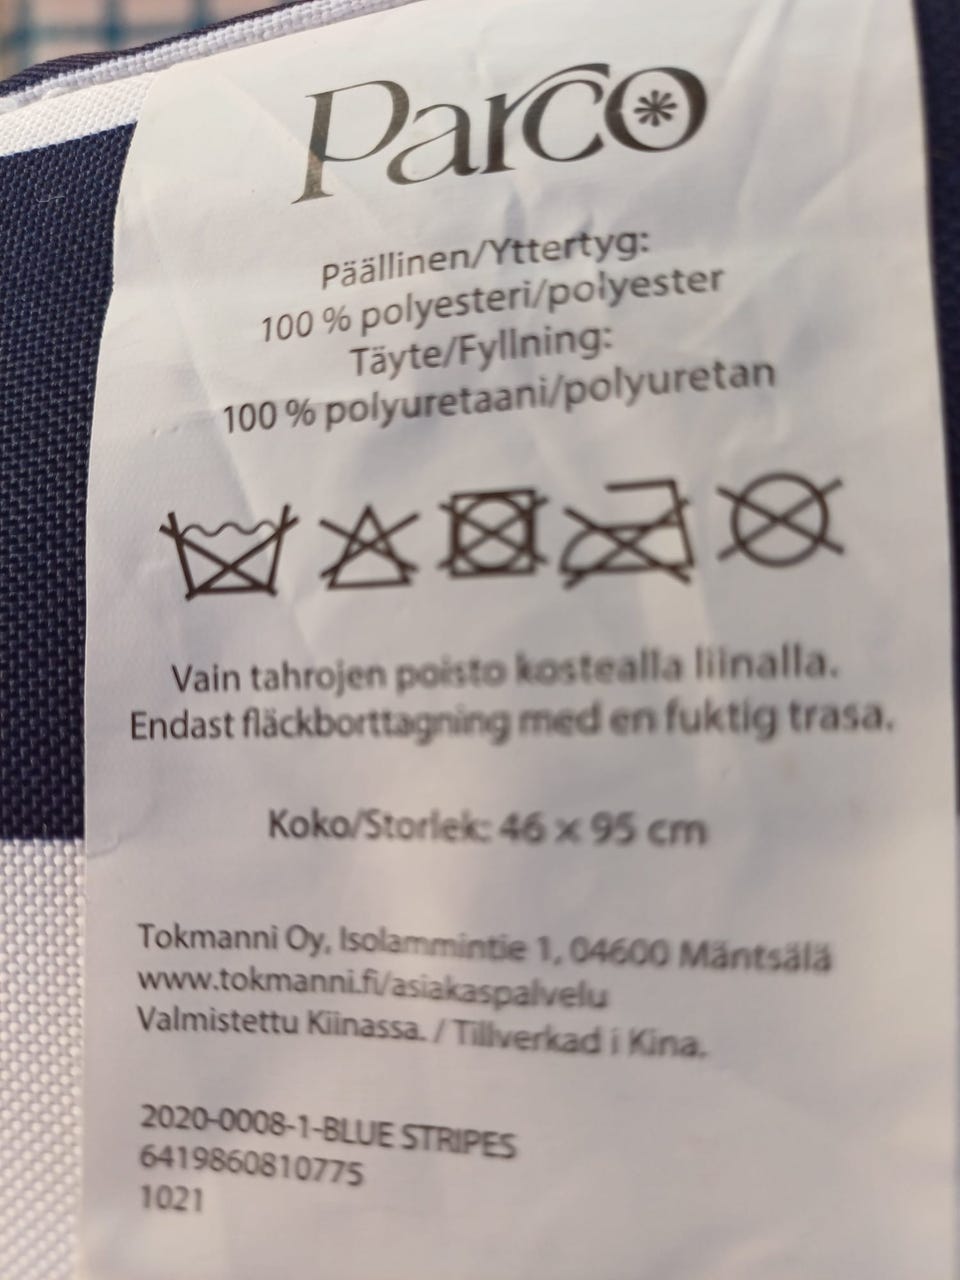 Parco
Päällinen/Yttertyg:
100 % polyesteri/polyester
Täyte/Fyllning:
100 % polyuretaani/polyuretan
Vain tahrojen poisto kostealla liinalla.
Endast fläckborttagning med en fuktig trasa.
Koko/Storlek: 46 x 95 cm
Tokmanni Oy, Isolammintie 1, 04600 Mäntsälä
www.tokmanni.fi/asiakaspalvelu
Valmistettu Kiinassa. / Tillverkad i Kina.
2020-0008-1-BLUE STRIPES
6419860810775
1021